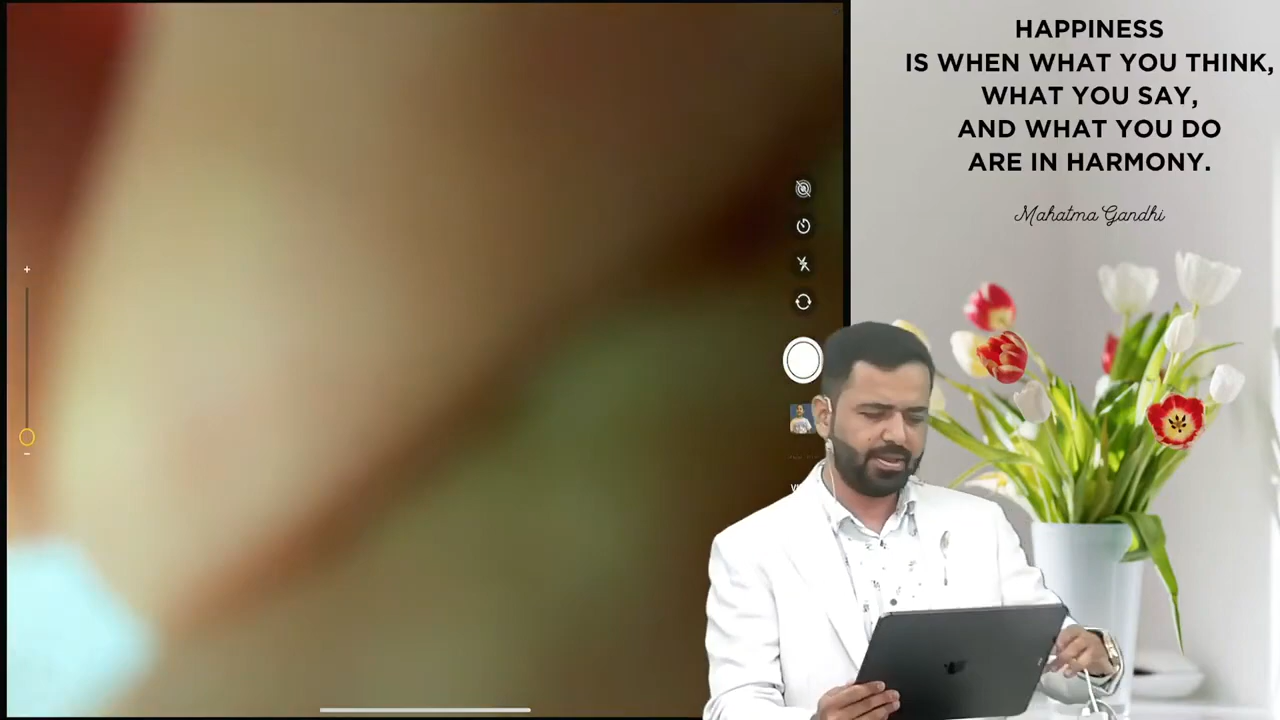 HAPPINESS
IS WHEN WHAT YOU THINK,
WHAT YOU SAY,
AND WHAT YOU DO
ARE IN HARMONY.
Mahatma Gandhi